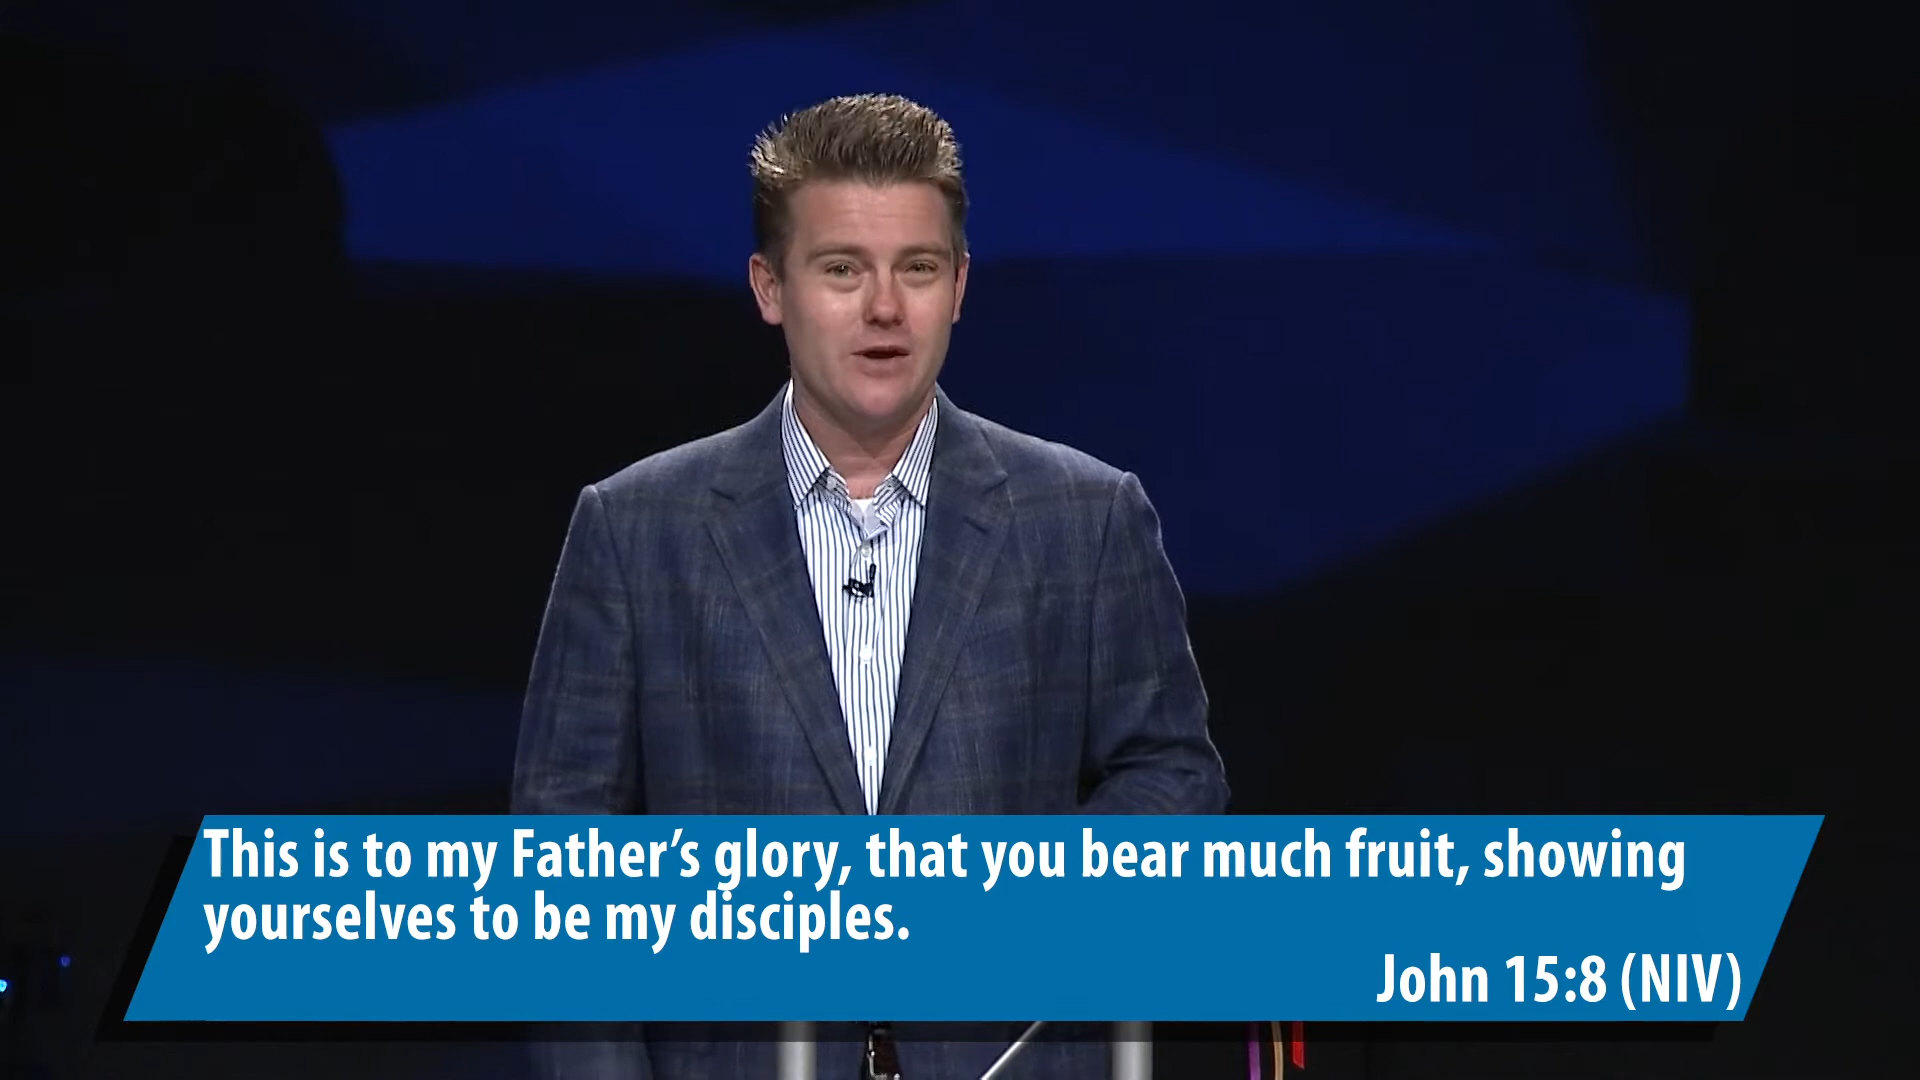 This is to my Father’s glory, that you bear much fruit, showing
yourselves to be my disciples.
John 15:8 (NIV)